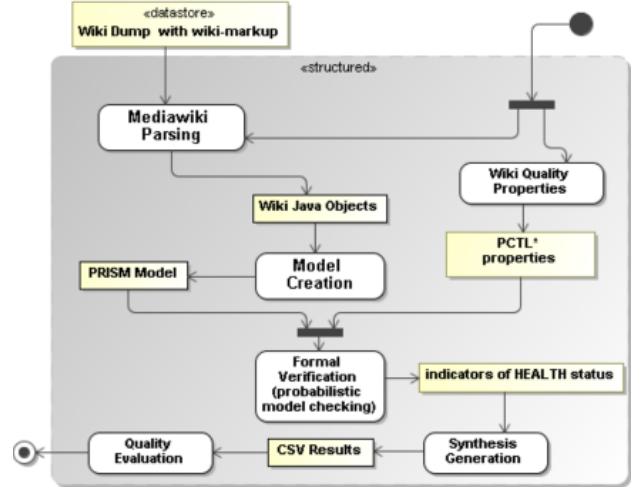 «datastore»
Wiki Dump with wiki-markup
«structured»
Mediawiki
Parsing
Wiki Quality
Properties
Wiki Java Objects
PCTL*
properties
PRISM Model
Model
Creation
Formal
Verification
(probabilistic
model checking)
indicators of HEALTH status
Quality
Evaluation
CSV Results
Synthesis
Generation